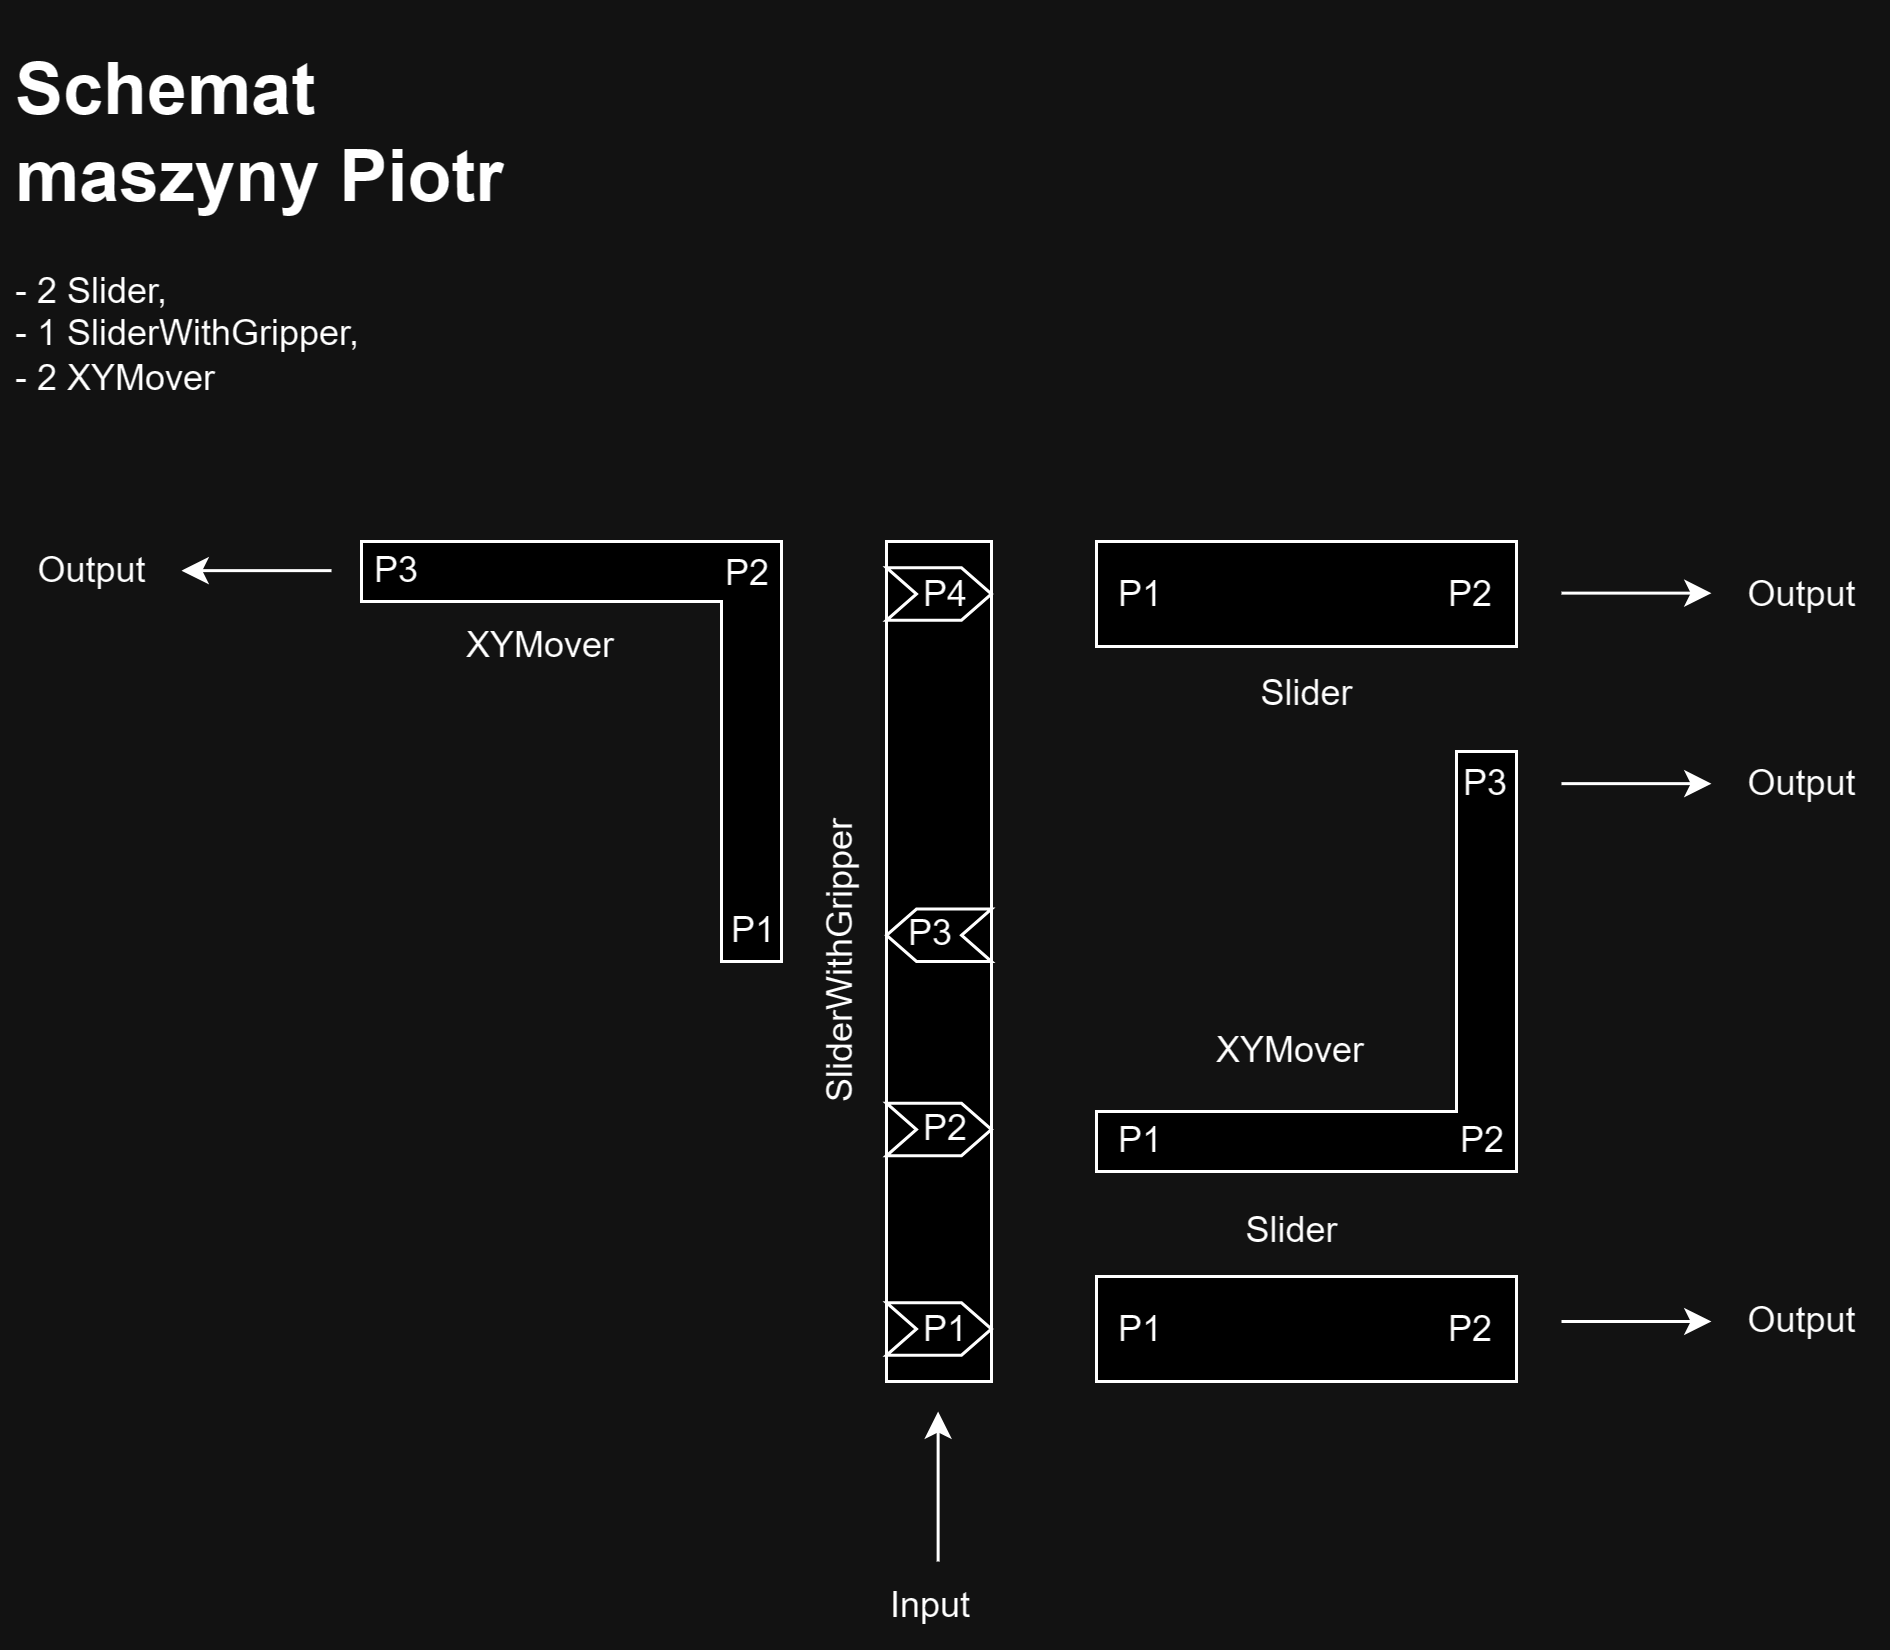 Schemat
maszyny Piotr
- 2 Slider,
- 1 SliderWithGripper,
- 2 XYMover
Output
P3
P2
XYMover
P1
SliderWithGripper
P4
P3
P2
P1
Input
P1
P2
Output
Slider
P3
Output
XYMover
P1
P2
Slider
P1
P2
Output